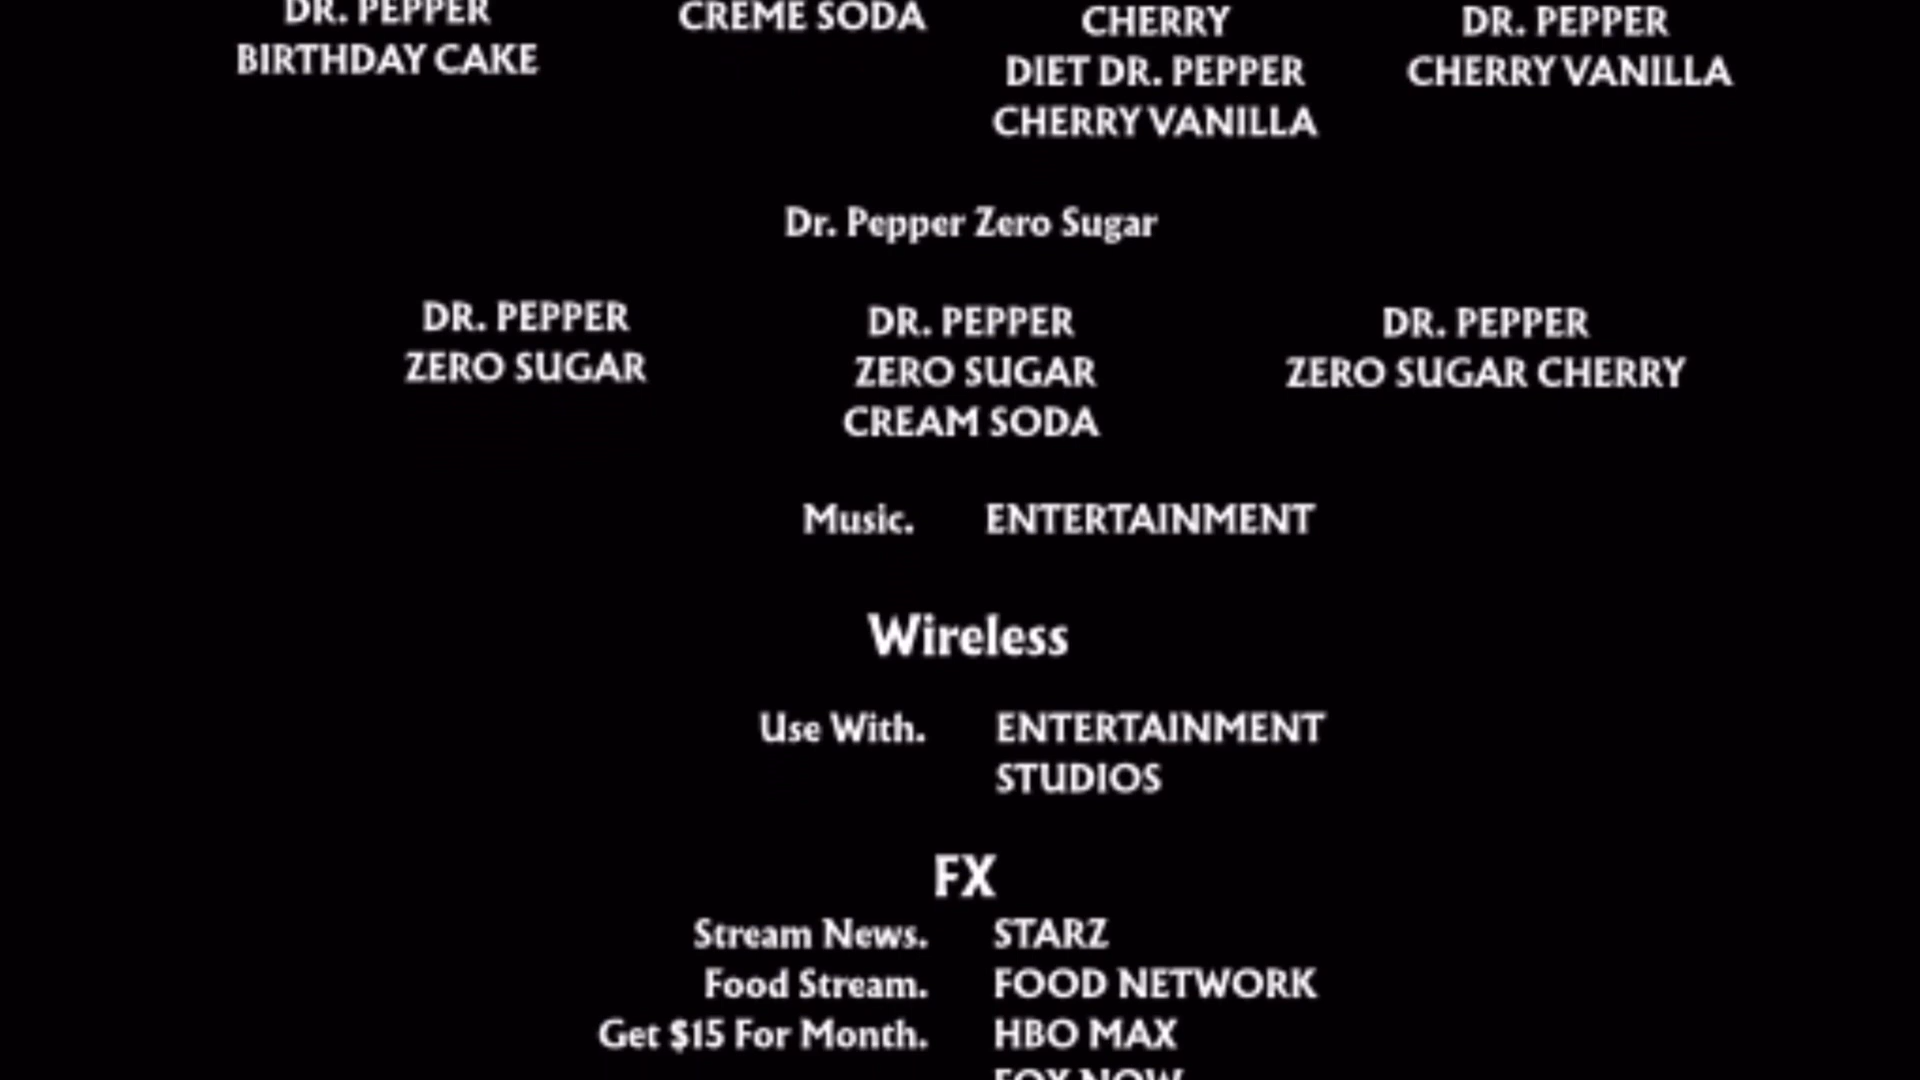 DR. PEPPER
BIRTHDAY CAKE
CREME SODA
CHERRY
DIET DR. PEPPER
CHERRY VANILLA
DR. PEPPER
CHERRY VANILLA
Dr. Pepper Zero Sugar
DR. PEPPER
ZERO SUGAR
DR. PEPPER
ZERO SUGAR
CREAM SODA
DR. PEPPER
ZERO SUGAR CHERRY
Music. ENTERTAINMENT
Wireless
Use With. ENTERTAINMENT
STUDIOS
FX
Stream News. STARZ
Food Stream. FOOD NETWORK
Get $15 For Month. HBO MAX
FOX NOW